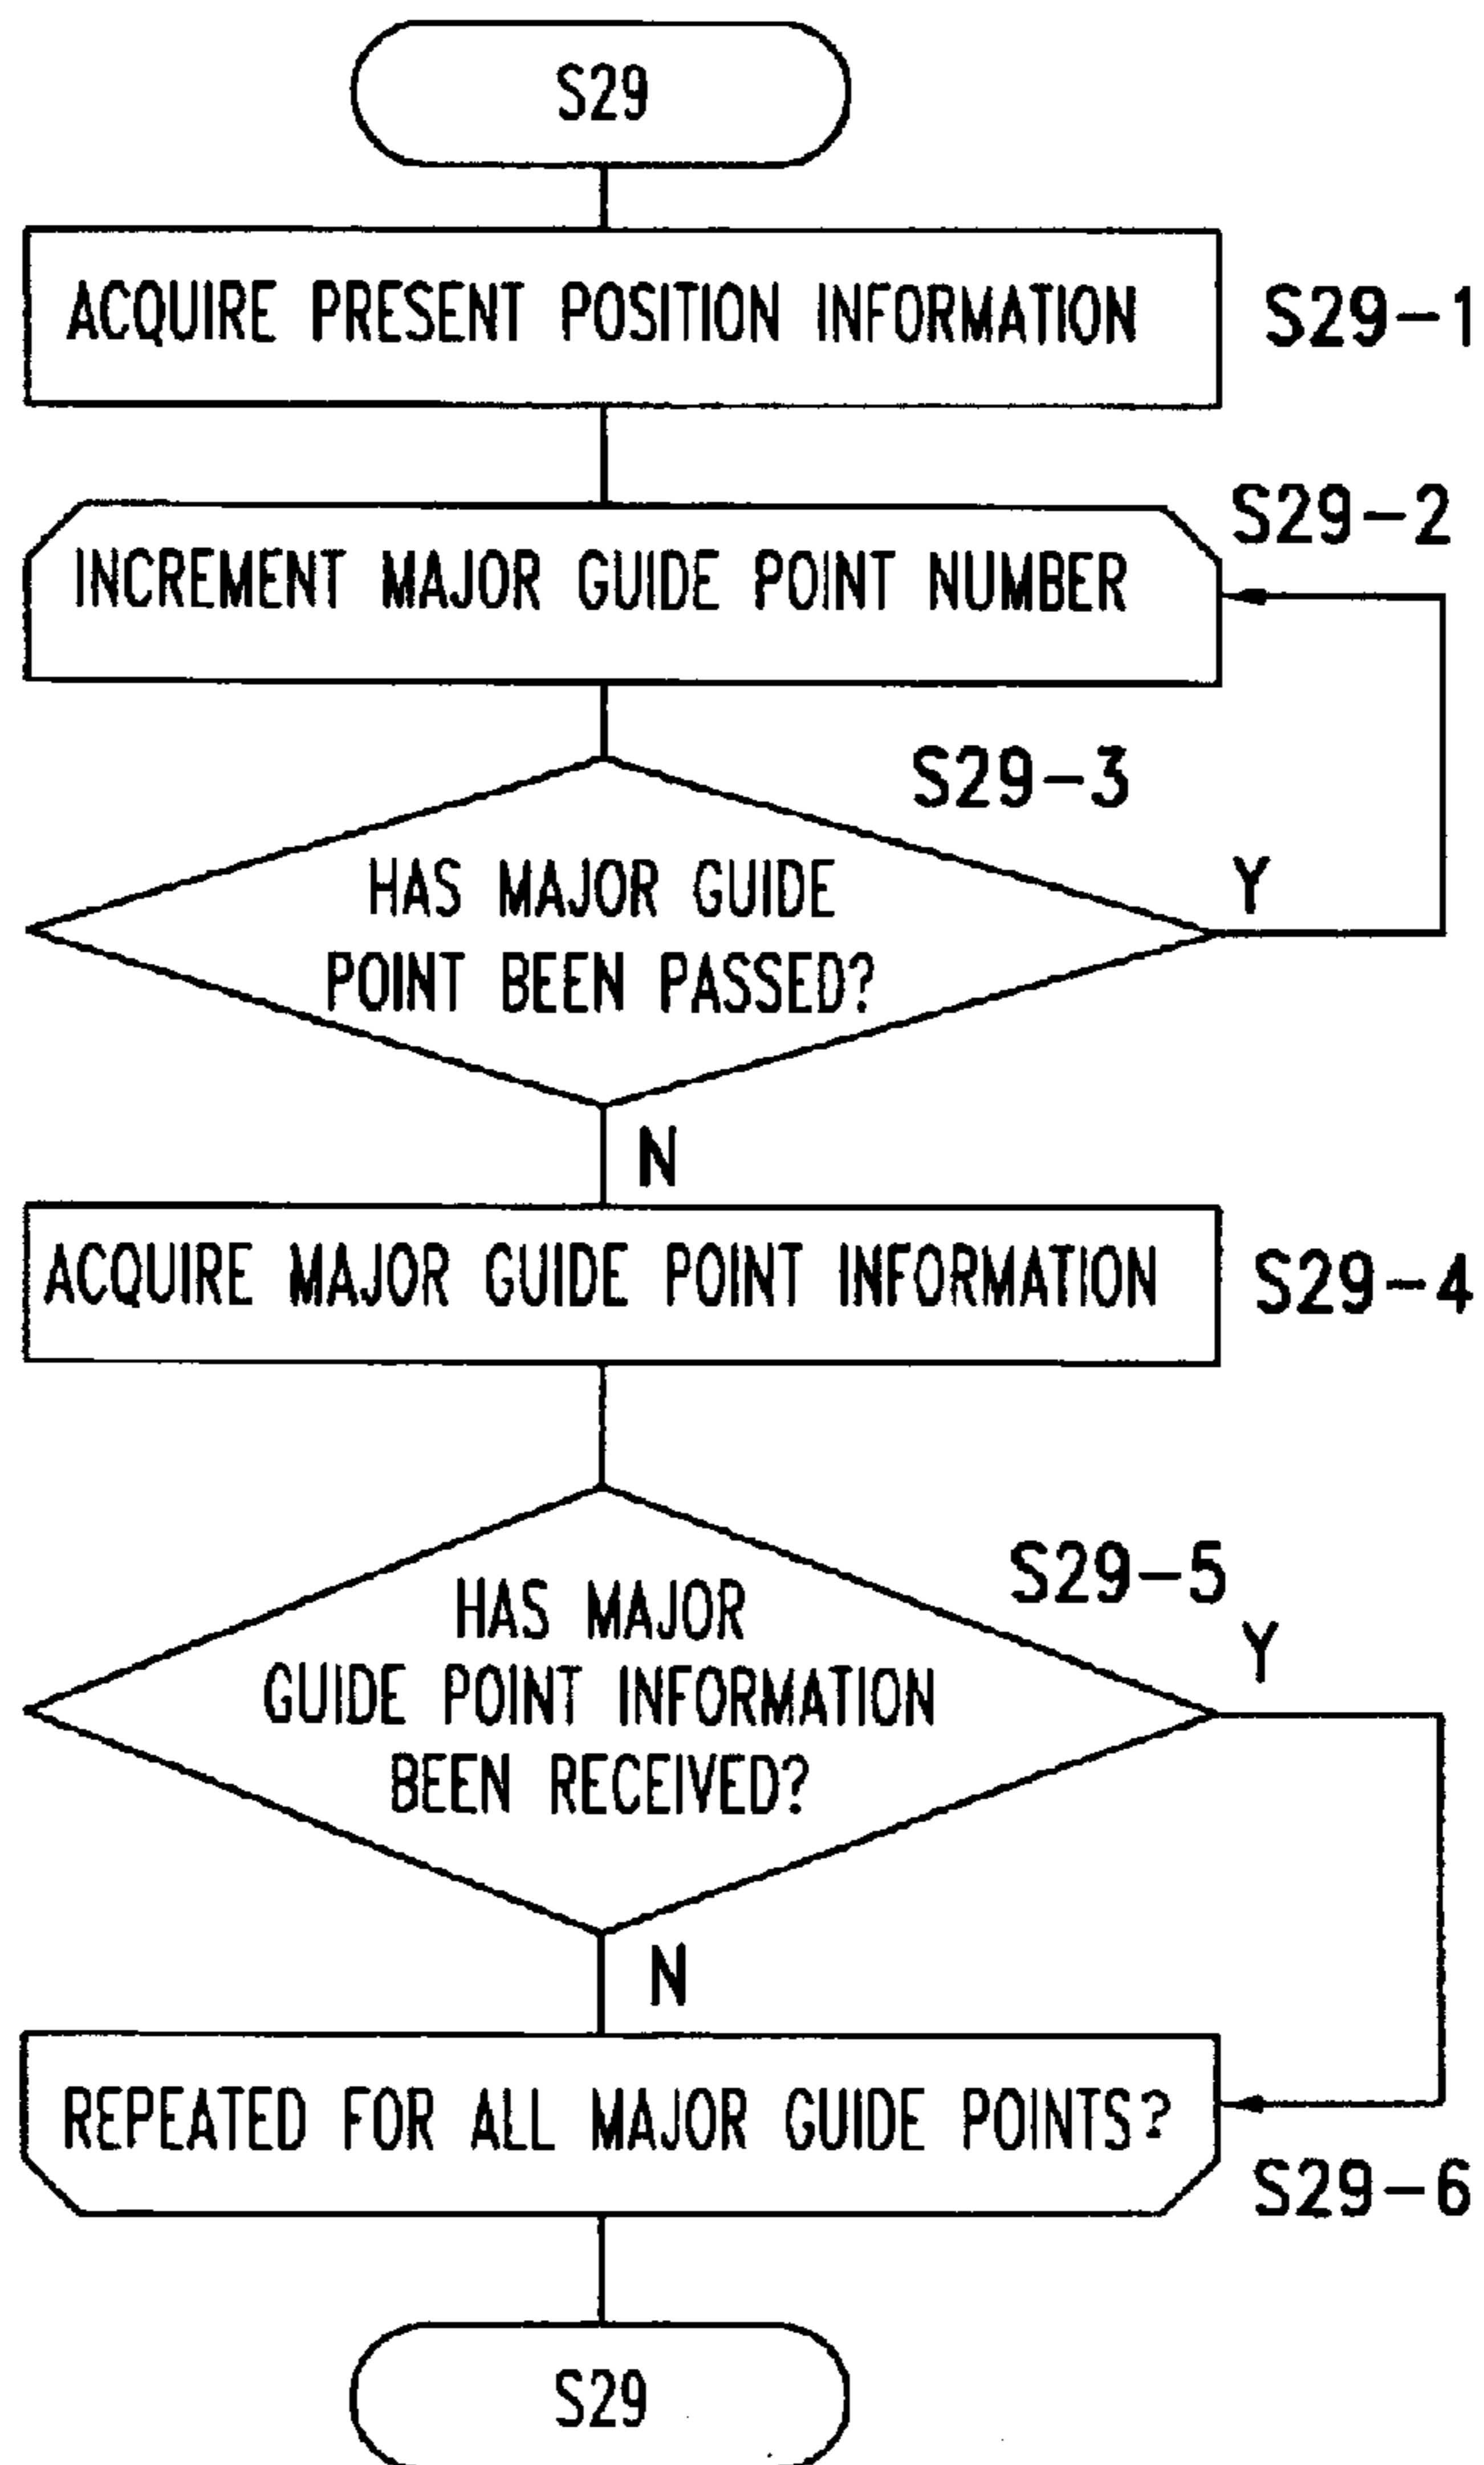 S29
ACQUIRE PRESENT POSITION INFORMATION
S29-1
INCREMENT MAJOR GUIDE POINT NUMBER
S29-2
S29-3
HAS MAJOR GUIDE
POINT BEEN PASSED?
Y
N
ACQUIRE MAJOR GUIDE POINT INFORMATION
S29-4
S29-5
HAS MAJOR
GUIDE POINT INFORMATION
BEEN RECEIVED?
Y
N
REPEATED FOR ALL MAJOR GUIDE POINTS?
S29-6
S29